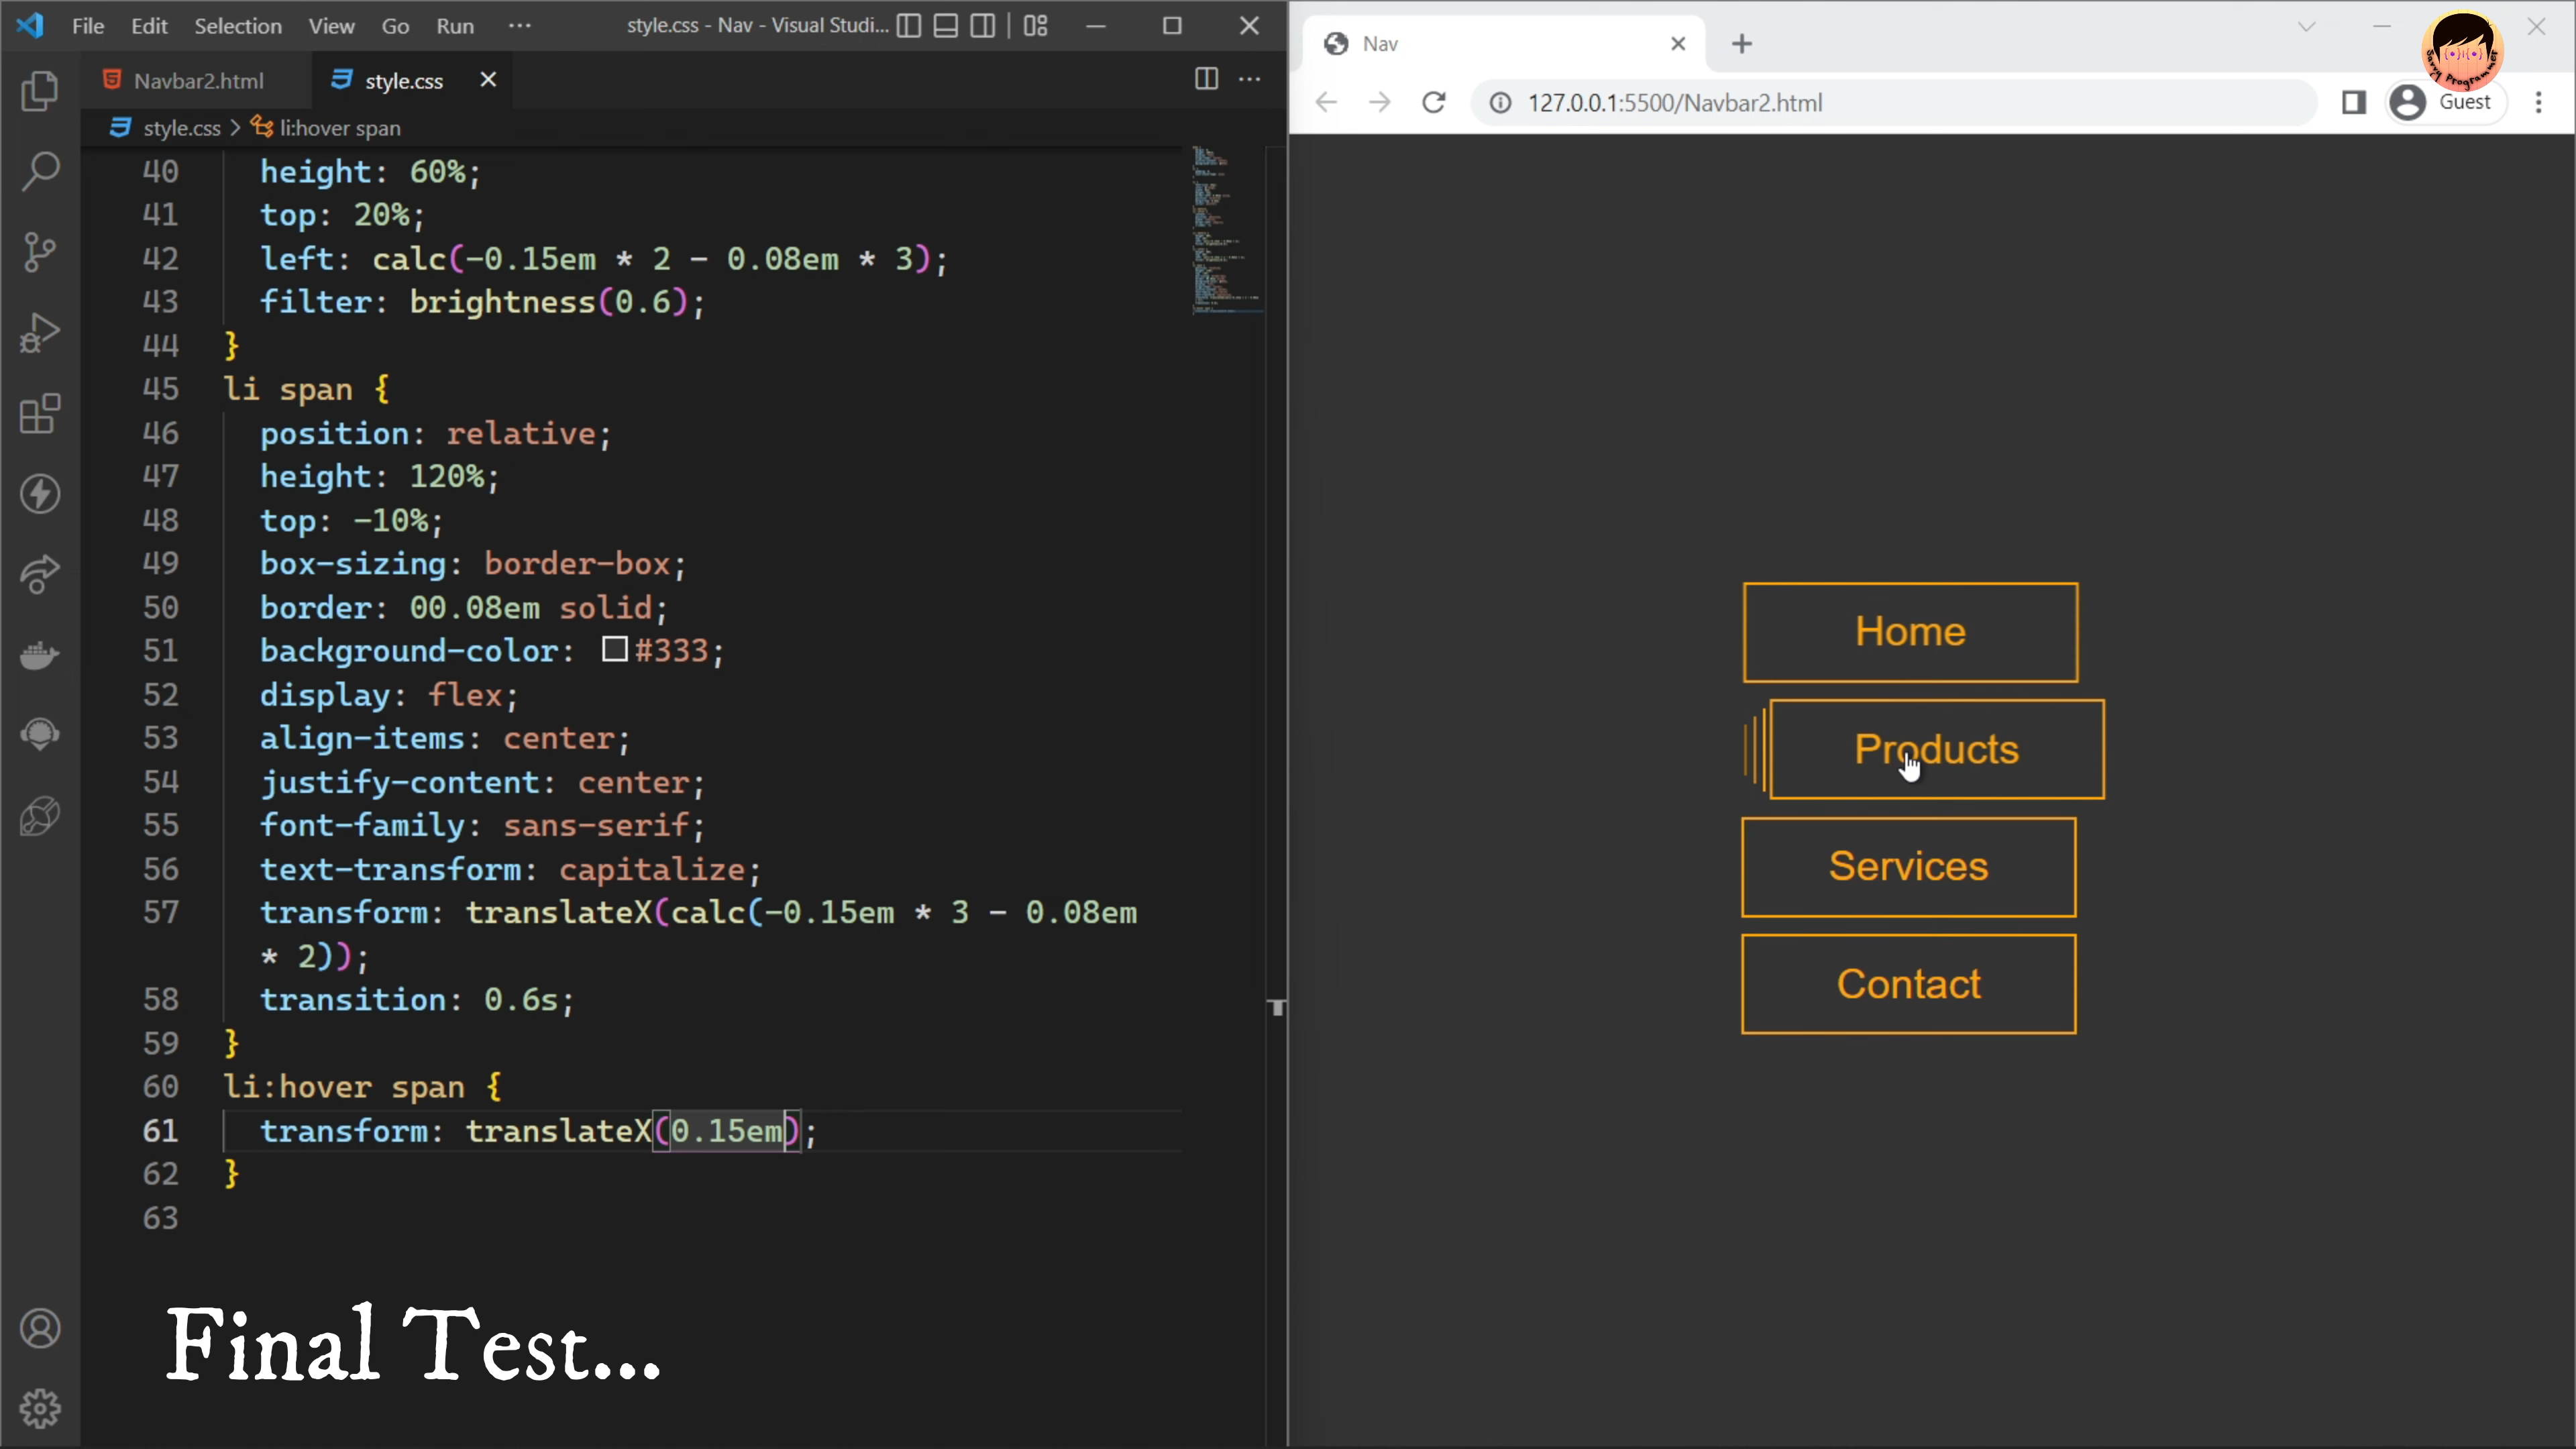 File Edit Selection View Go Run ···
style.css - Nav - Visual Studi...
Navbar2.html
style.css
style.css > li:hover span
40 height: 60%;
41 top: 20%;
42 left: calc(-0.15em * 2 - 0.08em * 3);
43 filter: brightness(0.6);
44 }
45 li span {
46 position: relative;
47 height: 120%;
48 top: -10%;
49 box-sizing: border-box;
50 border: 00.08em solid;
51 background-color: #333;
52 display: flex;
53 align-items: center;
54 justify-content: center;
55 font-family: sans-serif;
56 text-transform: capitalize;
57 transform: translateX(calc(-0.15em * 3 - 0.08em
* 2));
58 transition: 0.6s;
59 }
60 li:hover span {
61 transform: translateX(0.15em);
62 }
63
Final Test...
Nav
127.0.0.1:5500/Navbar2.html
Savvy Programmer
Guest
Home
Products
Services
Contact